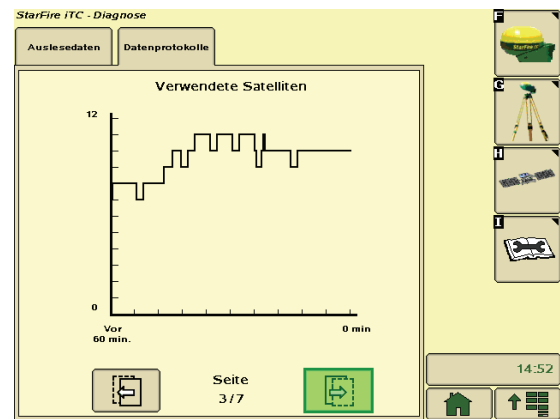 StarFire iTC - Diagnose
Auslesedaten
Datenprotokolle
Verwendete Satelliten
12
0
Vor
60 min.
0 min
Seite
3/7
F
StarFire
G
H
I
14:52